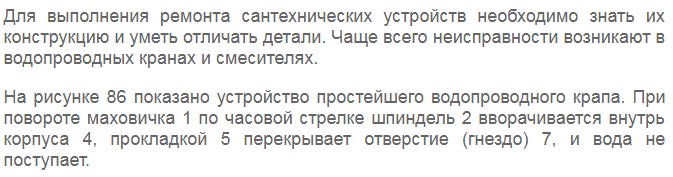 Для выполнения ремонта сантехнических устройств необходимо знать их
конструкцию и уметь отличать детали. Чаще всего неисправности возникают в
водопроводных кранах и смесителях.
На рисунке 86 показано устройство простейшего водопроводного крапа. При
повороте маховичка 1 по часовой стрелке шпиндель 2 вворачивается внутрь
корпуса 4, прокладкой 5 перекрывает отверстие (гнездо) 7, и вода не
поступает.